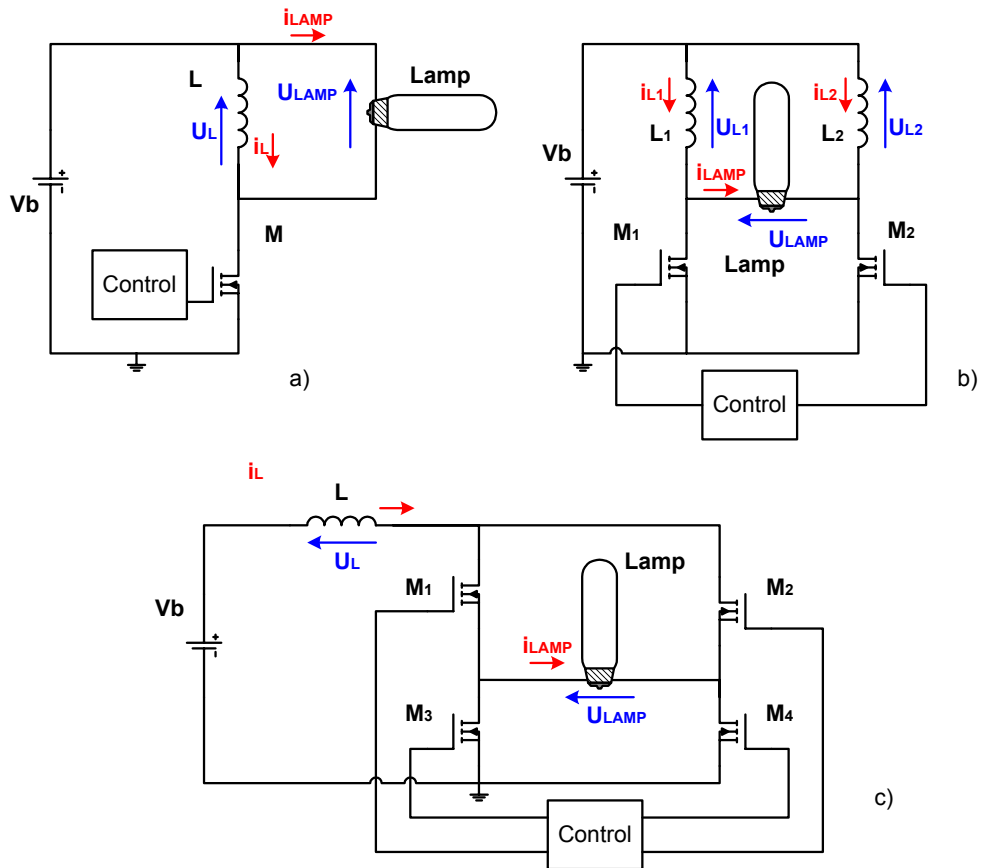 iLAMP
L
UL
iL
ULAMP
Lamp
Vb
+
-
M
Control
a)
Vb
+
-
iL1
UL1
L1
iL2
UL2
L2
iLAMP
ULAMP
M1
Lamp
M2
Control
b)
iL
L
UL
Vb
+
-
M1
Lamp
M2
iLAMP
ULAMP
M3
M4
Control
c)